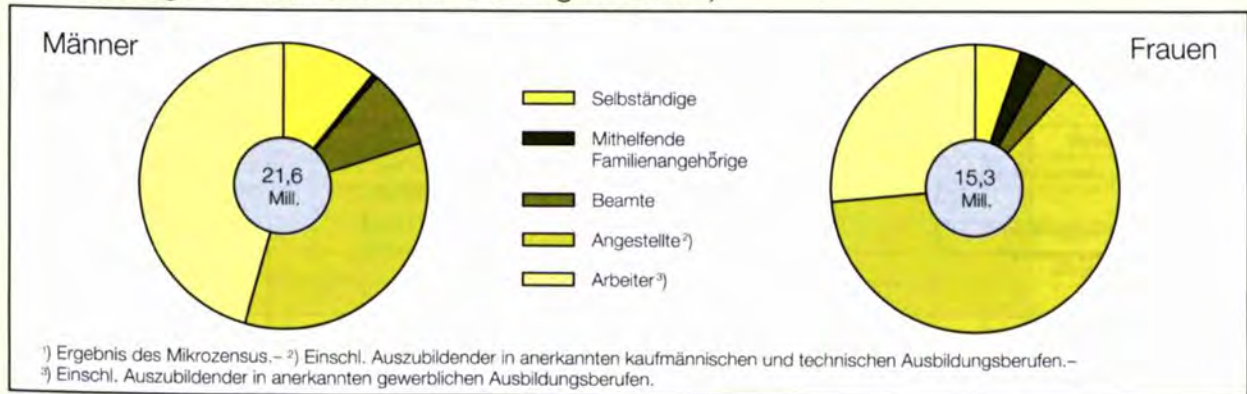 Männer
Frauen
21,6
Mill.
Selbständige
Mithelfende
Familienangehörige
Beamte
Angestellte²)
Arbeiter³)
15,3
Mill.
¹) Ergebnis des Mikrozensus.– ²) Einschl. Auszubildender in anerkannten kaufmännischen und technischen Ausbildungsberufen.–
³) Einschl. Auszubildender in anerkannten gewerblichen Ausbildungsberufen.